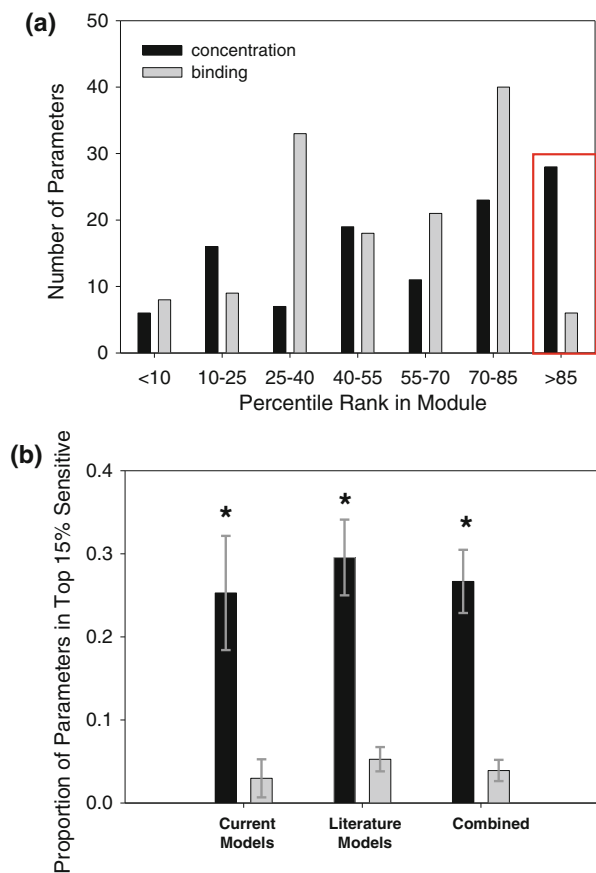 (a)
concentration
binding
Number of Parameters
50
40
30
20
10
0
<10 10-25 25-40 40-55 55-70 70-85 >85
Percentile Rank in Module
(b)
Proportion of Parameters in Top 15% Sensitive
0.4
0.3
0.2
0.1
0.0
* * *
Current Models Literature Models Combined